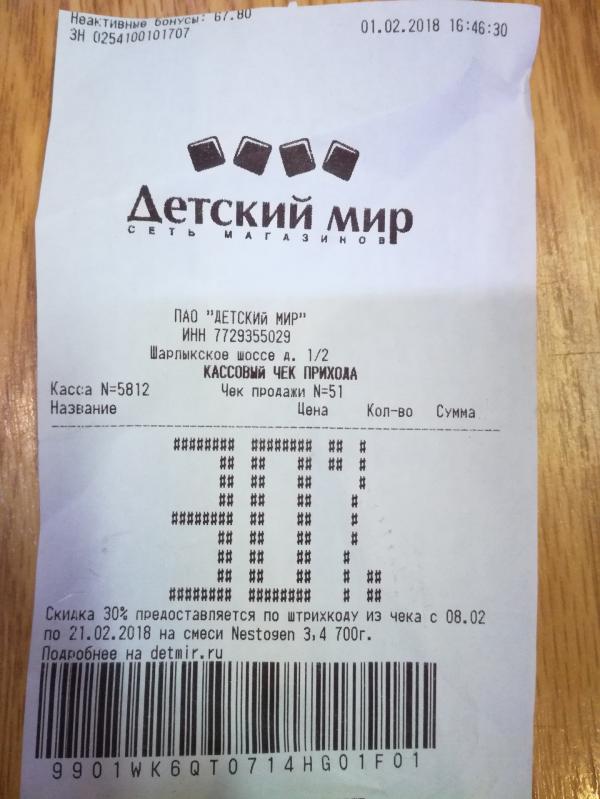 Неактивные бонусы: 67.80
ЗН 0254100101707
01.02.2018 16:46:30
Детский мир
СЕТЬ МАГАЗИНОВ
ПАО "ДЕТСКИЙ МИР"
ИНН 7729355029
Шарлыкское шоссе д. 1/2
КАССОВЫЙ ЧЕК ПРИХОДА
Касса N=5812 Чек продажи N=51
Название Цена Кол-во Сумма
30%
Скидка 30% предоставляется по штрихкоду из чека с 08.02
по 21.02.2018 на смеси Nestogen 3,4 700г.
Подробнее на detmir.ru
9901WK6QT0714HG01F01